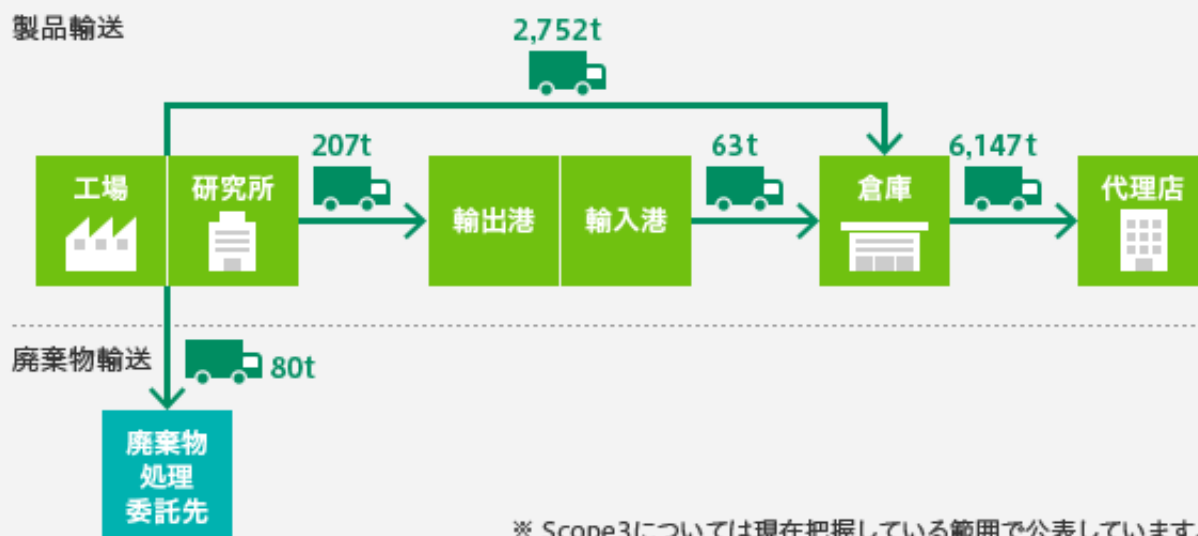 製品輸送
2,752t
207t
63t
6,147t
工場
研究所
輸出港
輸入港
倉庫
代理店
廃棄物輸送
80t
廃棄物
処理
委託先
※ Scope3については現在把握している範囲で公表しています。